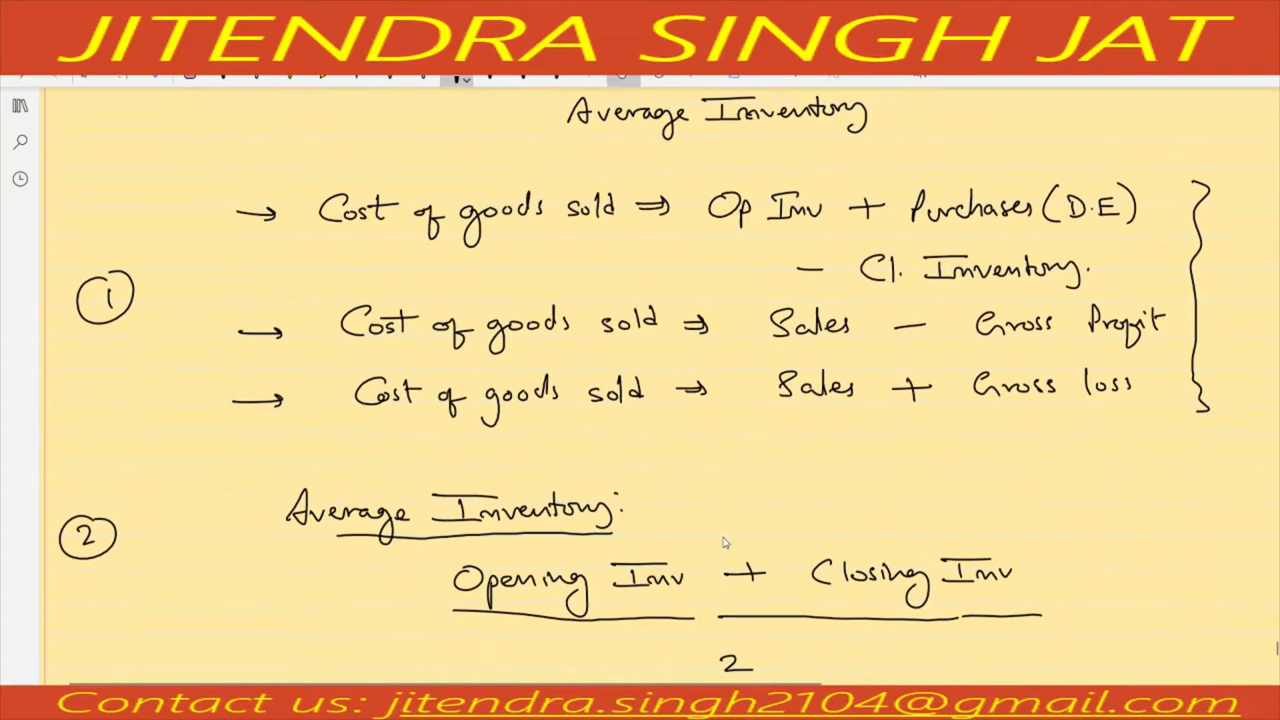 JITENDRA SINGH JAT
Average Inventory
→ Cost of goods sold ⇒ Op Inv + Purchases (D.E)
- Cl. Inventory.
①
→ Cost of goods sold ⇒ Sales - Gross Profit
→ Cost of goods sold ⇒ Sales + Gross loss
② Average Inventory:
Opening Inv + Closing Inv
2
Contact us: jitendra.singh2104@gmail.com